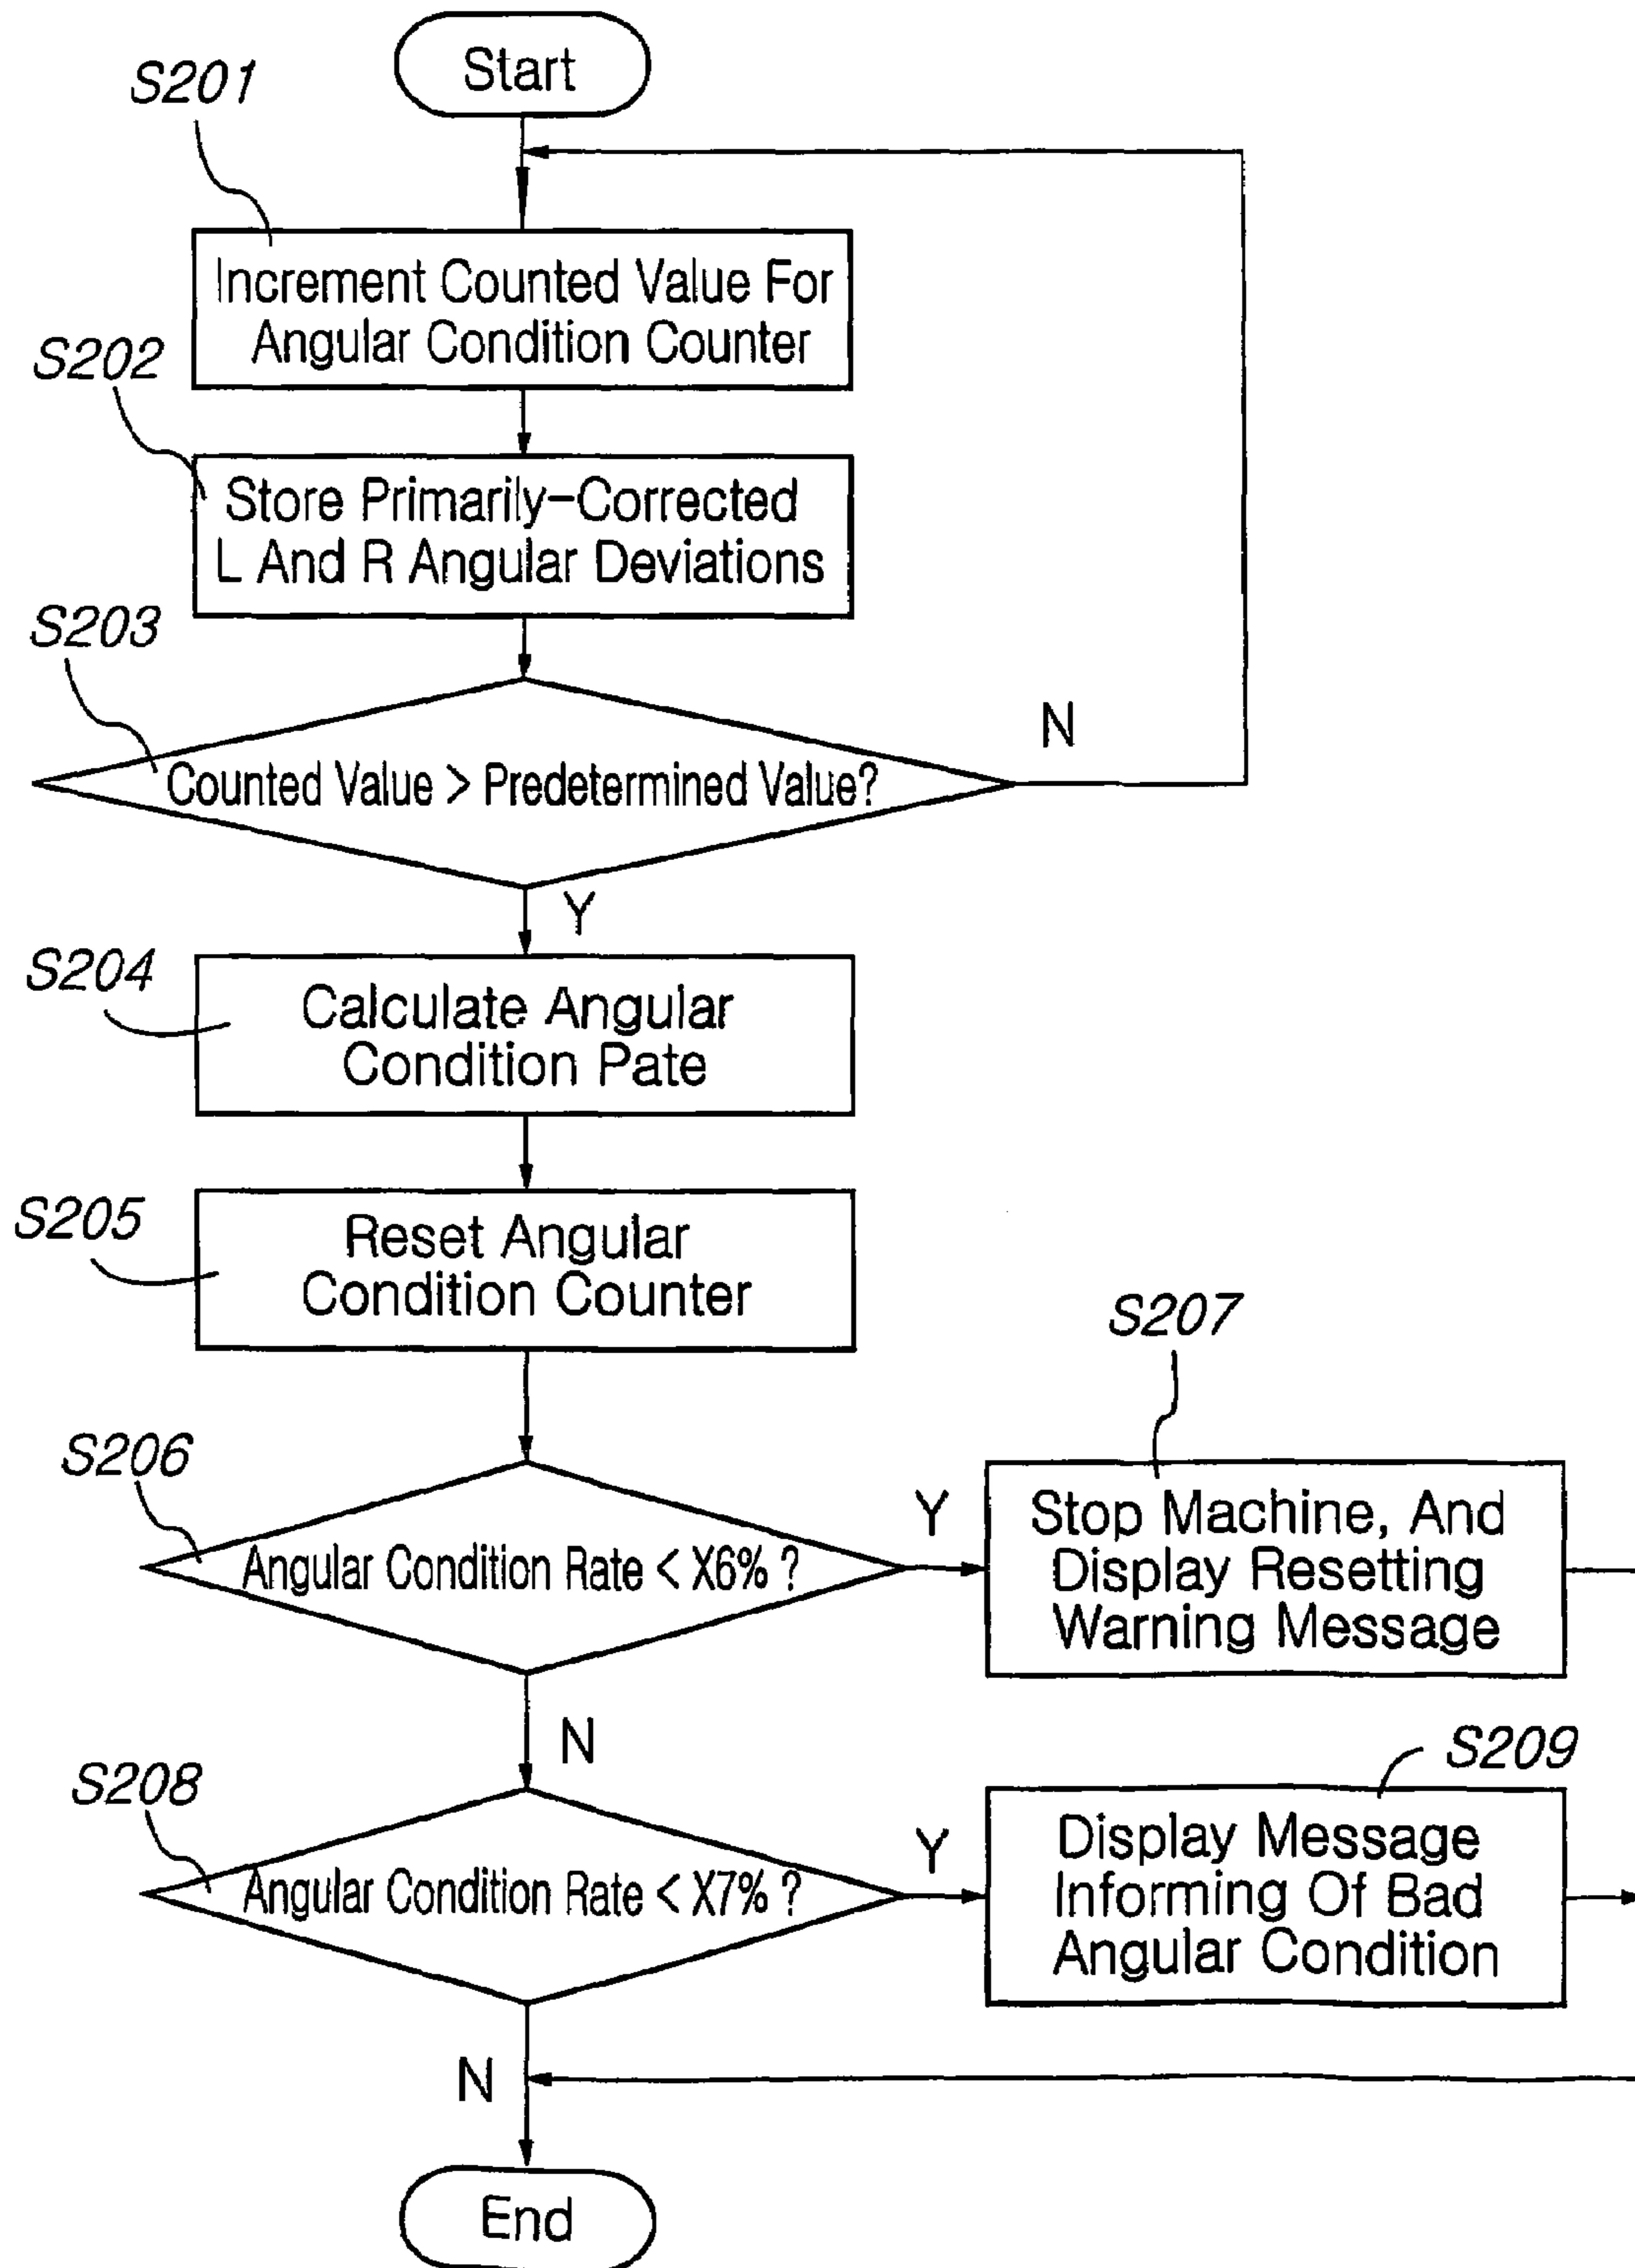 Start
S201
Increment Counted Value For
Angular Condition Counter
S202
Store Primarily-Corrected
L And R Angular Deviations
S203
Counted Value > Predetermined Value?
N
Y
S204
Calculate Angular
Condition Pate
S205
Reset Angular
Condition Counter
S206
Angular Condition Rate < X6% ?
Y
S207
Stop Machine, And
Display Resetting
Warning Message
N
S208
Angular Condition Rate < X7% ?
Y
S209
Display Message
Informing Of Bad
Angular Condition
N
End